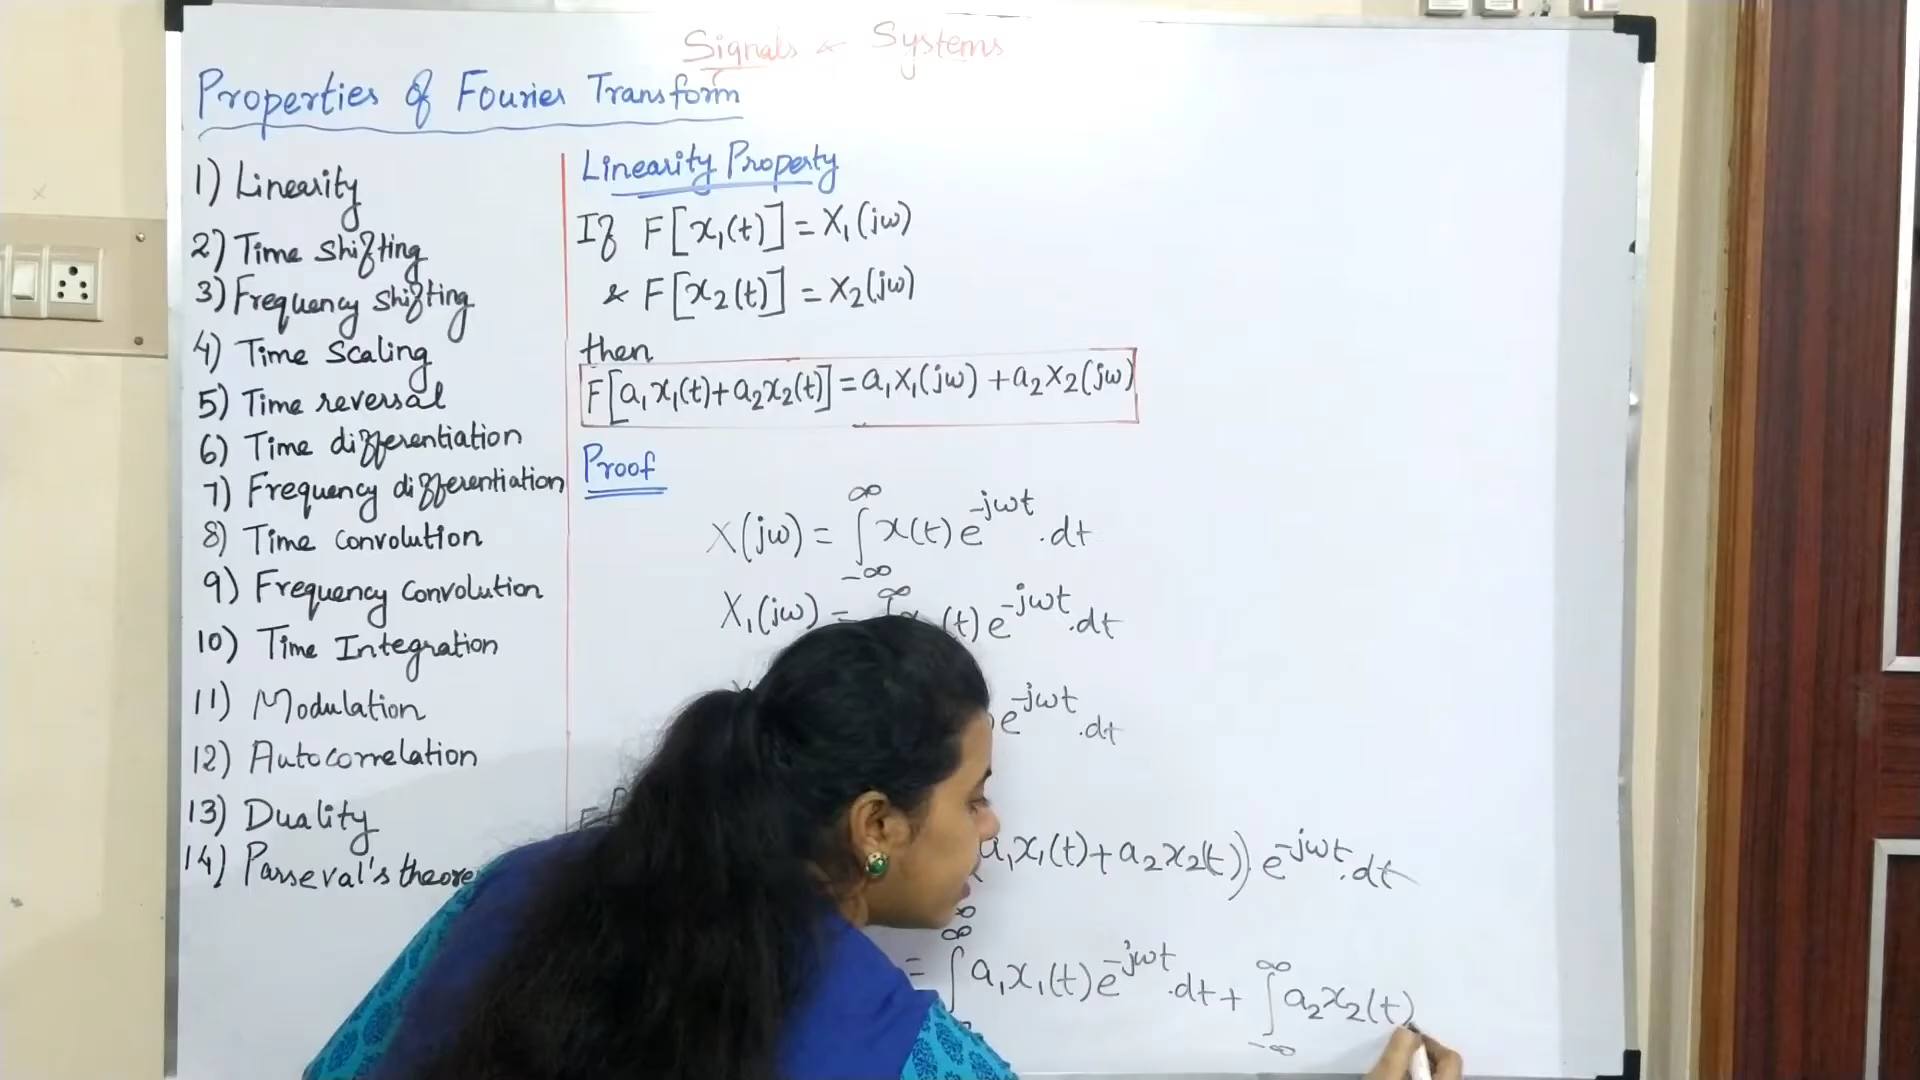 Signals & Systems
Properties of Fourier Transform
1) Linearity
2) Time shifting
3) Frequency shifting
4) Time Scaling
5) Time reversal
6) Time differentiation
7) Frequency differentiation
8) Time Convolution
9) Frequency Convolution
10) Time Integration
11) Modulation
12) Autocorrelation
13) Duality
14) Parseval's theore
Linearity Property
If F[x₁(t)] = X₁(jω)
& F[x₂(t)] = X₂(jω)
then
F[a₁x₁(t)+a₂x₂(t)] = a₁X₁(jω) + a₂X₂(jω)
Proof
X(jω) = ∫_{-∞}^{∞} x(t) e^{-jωt}.dt
X₁(jω) = ∫^{∞} x (t) e^{-jωt}.dt
e^{-jωt}.dt
a₁x₁(t)+a₂x₂(t)) e^{-jωt}.dt
= ∫^{∞} a₁x₁(t) e^{-jωt}.dt + ∫_{-∞}^{∞} a₂x₂(t)